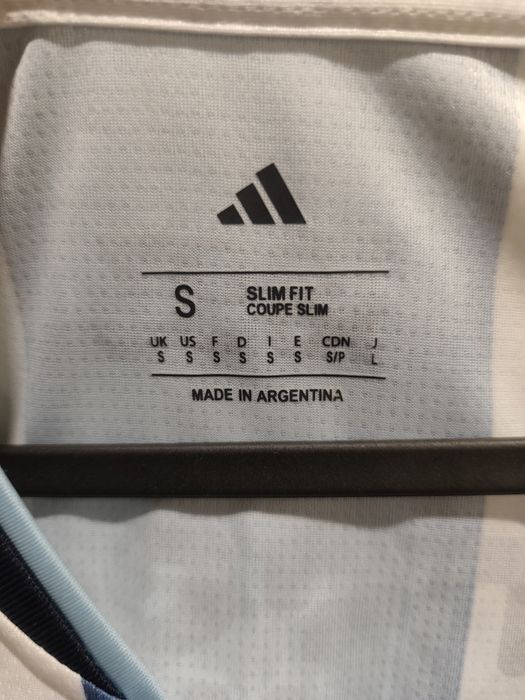 S SLIM FIT
COUPE SLIM
UK US F D I E CDN J
S S S S S S S/P L
MADE IN ARGENTINA